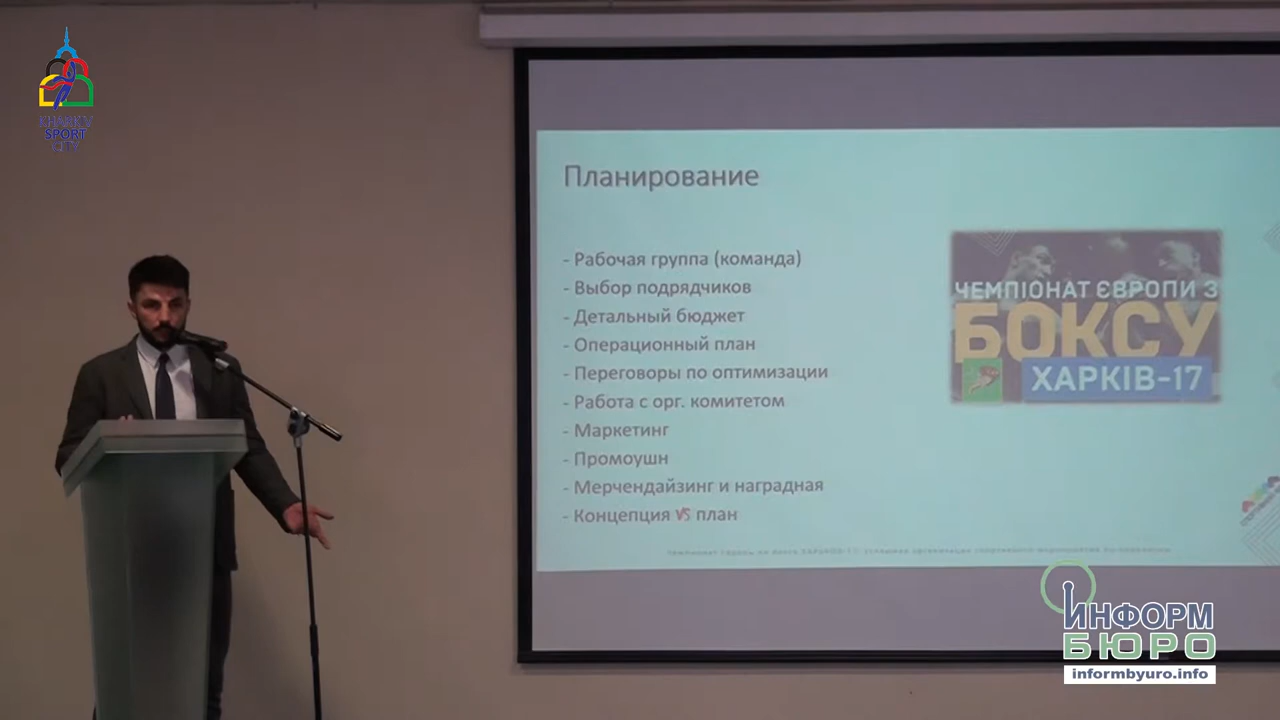 KHARKIV
SPORT
CITY
Планирование
- Рабочая группа (команда)
- Выбор подрядчиков
- Детальный бюджет
- Операционный план
- Переговоры по оптимизации
- Работа с орг. комитетом
- Маркетинг
- Промоушн
- Мерчендайзинг и наградная
- Концепция VS план
ЧЕМПІОНАТ ЄВРОПИ З
БОКСУ
ХАРКІВ-17
ИНФОРМ
БЮРО
informbyuro.info